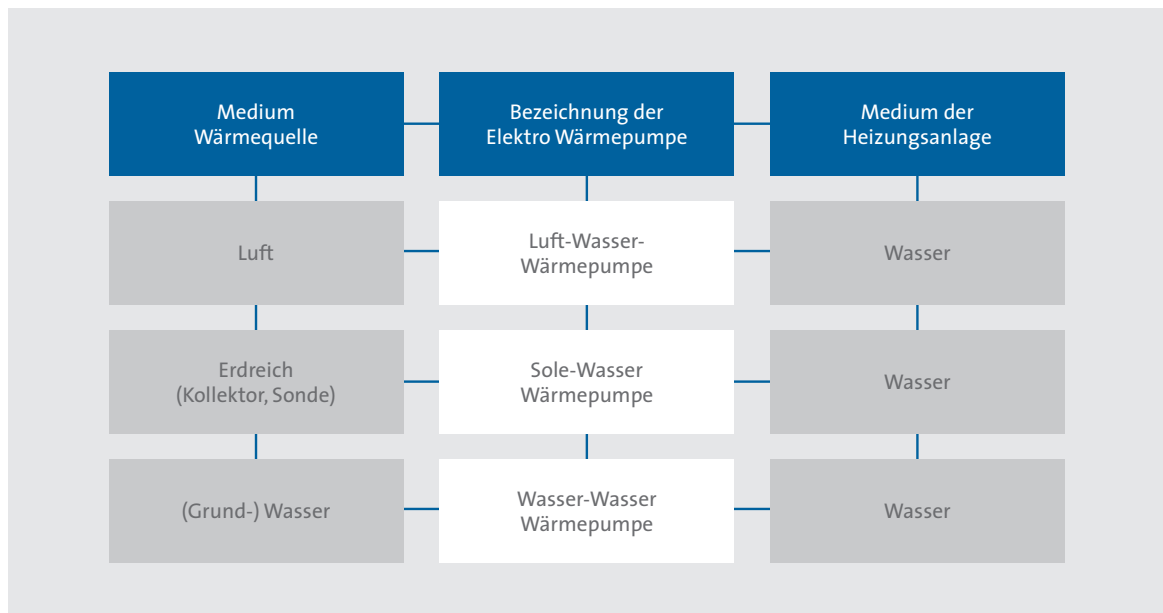 Medium
Wärmequelle
Bezeichnung der
Elektro Wärmepumpe
Medium der
Heizungsanlage
Luft
Luft-Wasser-
Wärmepumpe
Wasser
Erdreich
(Kollektor, Sonde)
Sole-Wasser
Wärmepumpe
Wasser
(Grund-) Wasser
Wasser-Wasser
Wärmepumpe
Wasser